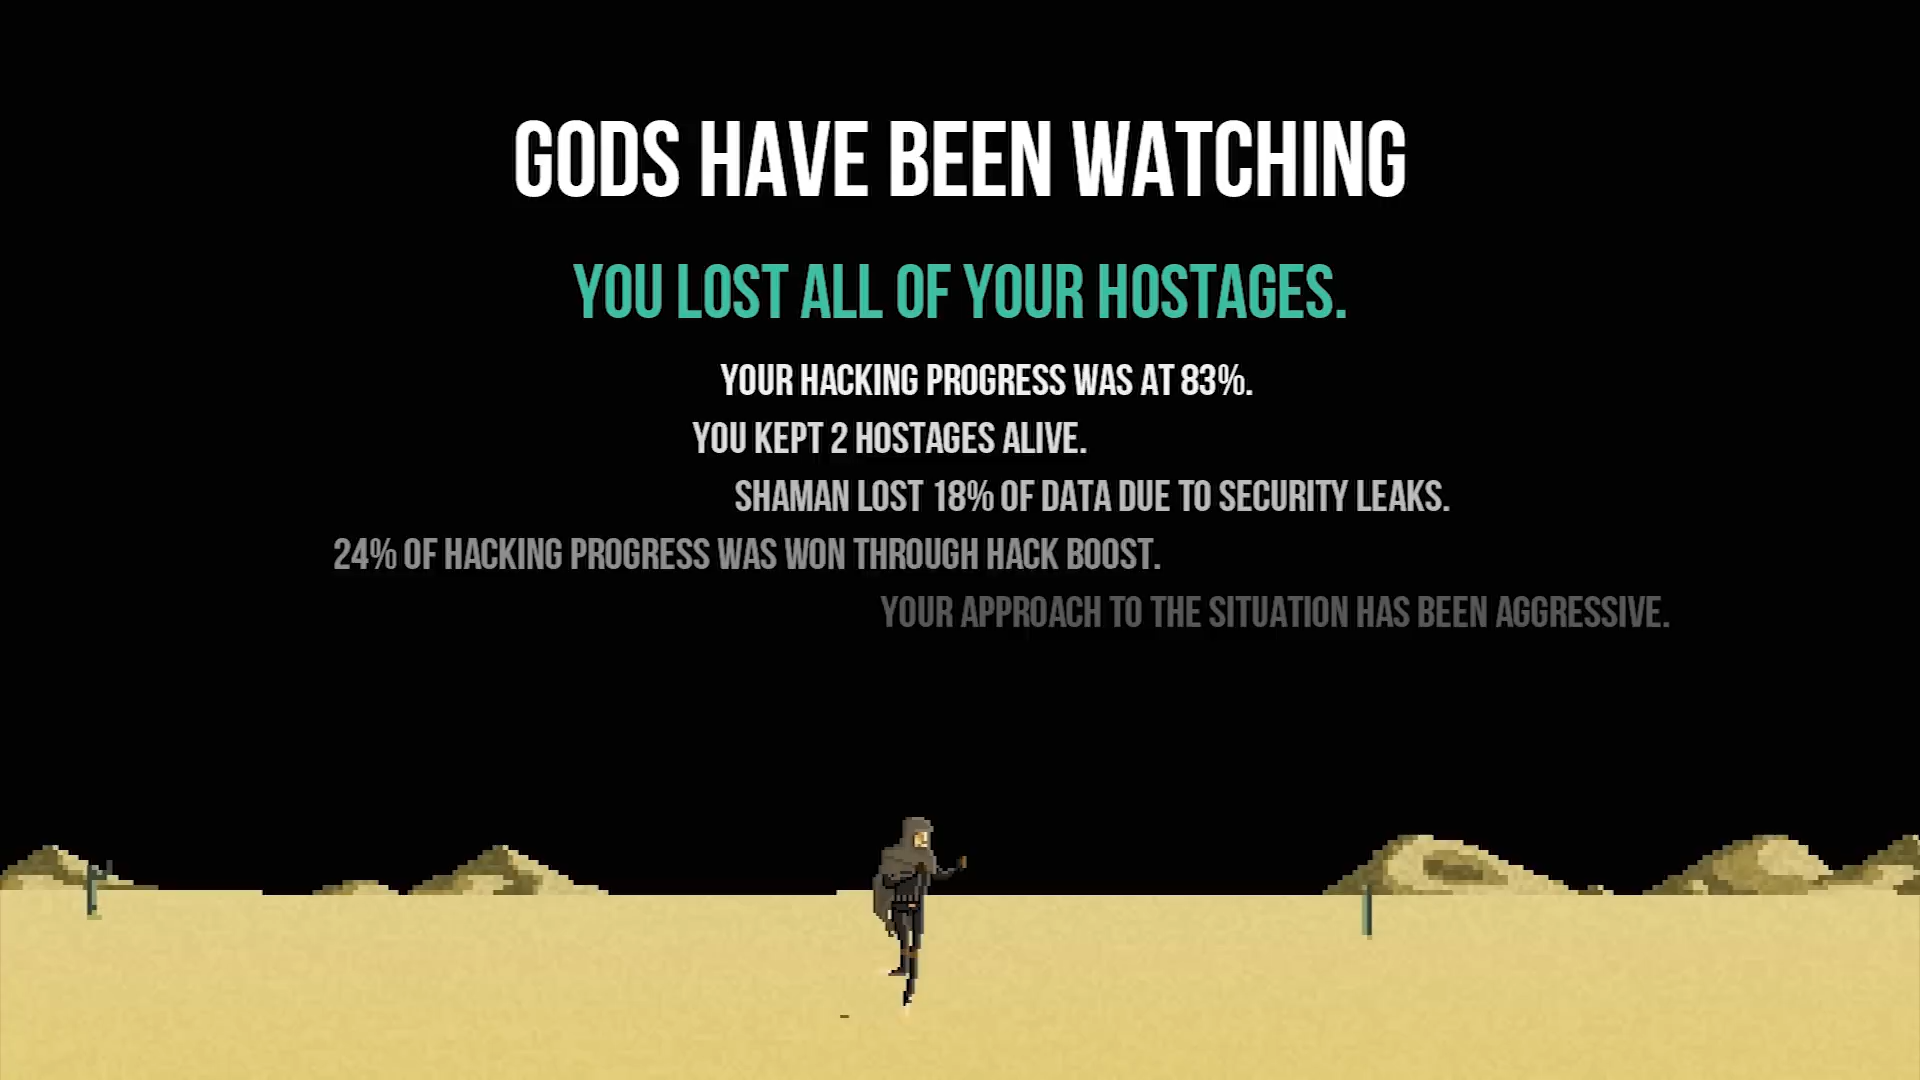 GODS HAVE BEEN WATCHING
YOU LOST ALL OF YOUR HOSTAGES.
YOUR HACKING PROGRESS WAS AT 83%.
YOU KEPT 2 HOSTAGES ALIVE.
SHAMAN LOST 18% OF DATA DUE TO SECURITY LEAKS.
24% OF HACKING PROGRESS WAS WON THROUGH HACK BOOST.
YOUR APPROACH TO THE SITUATION HAS BEEN AGGRESSIVE.